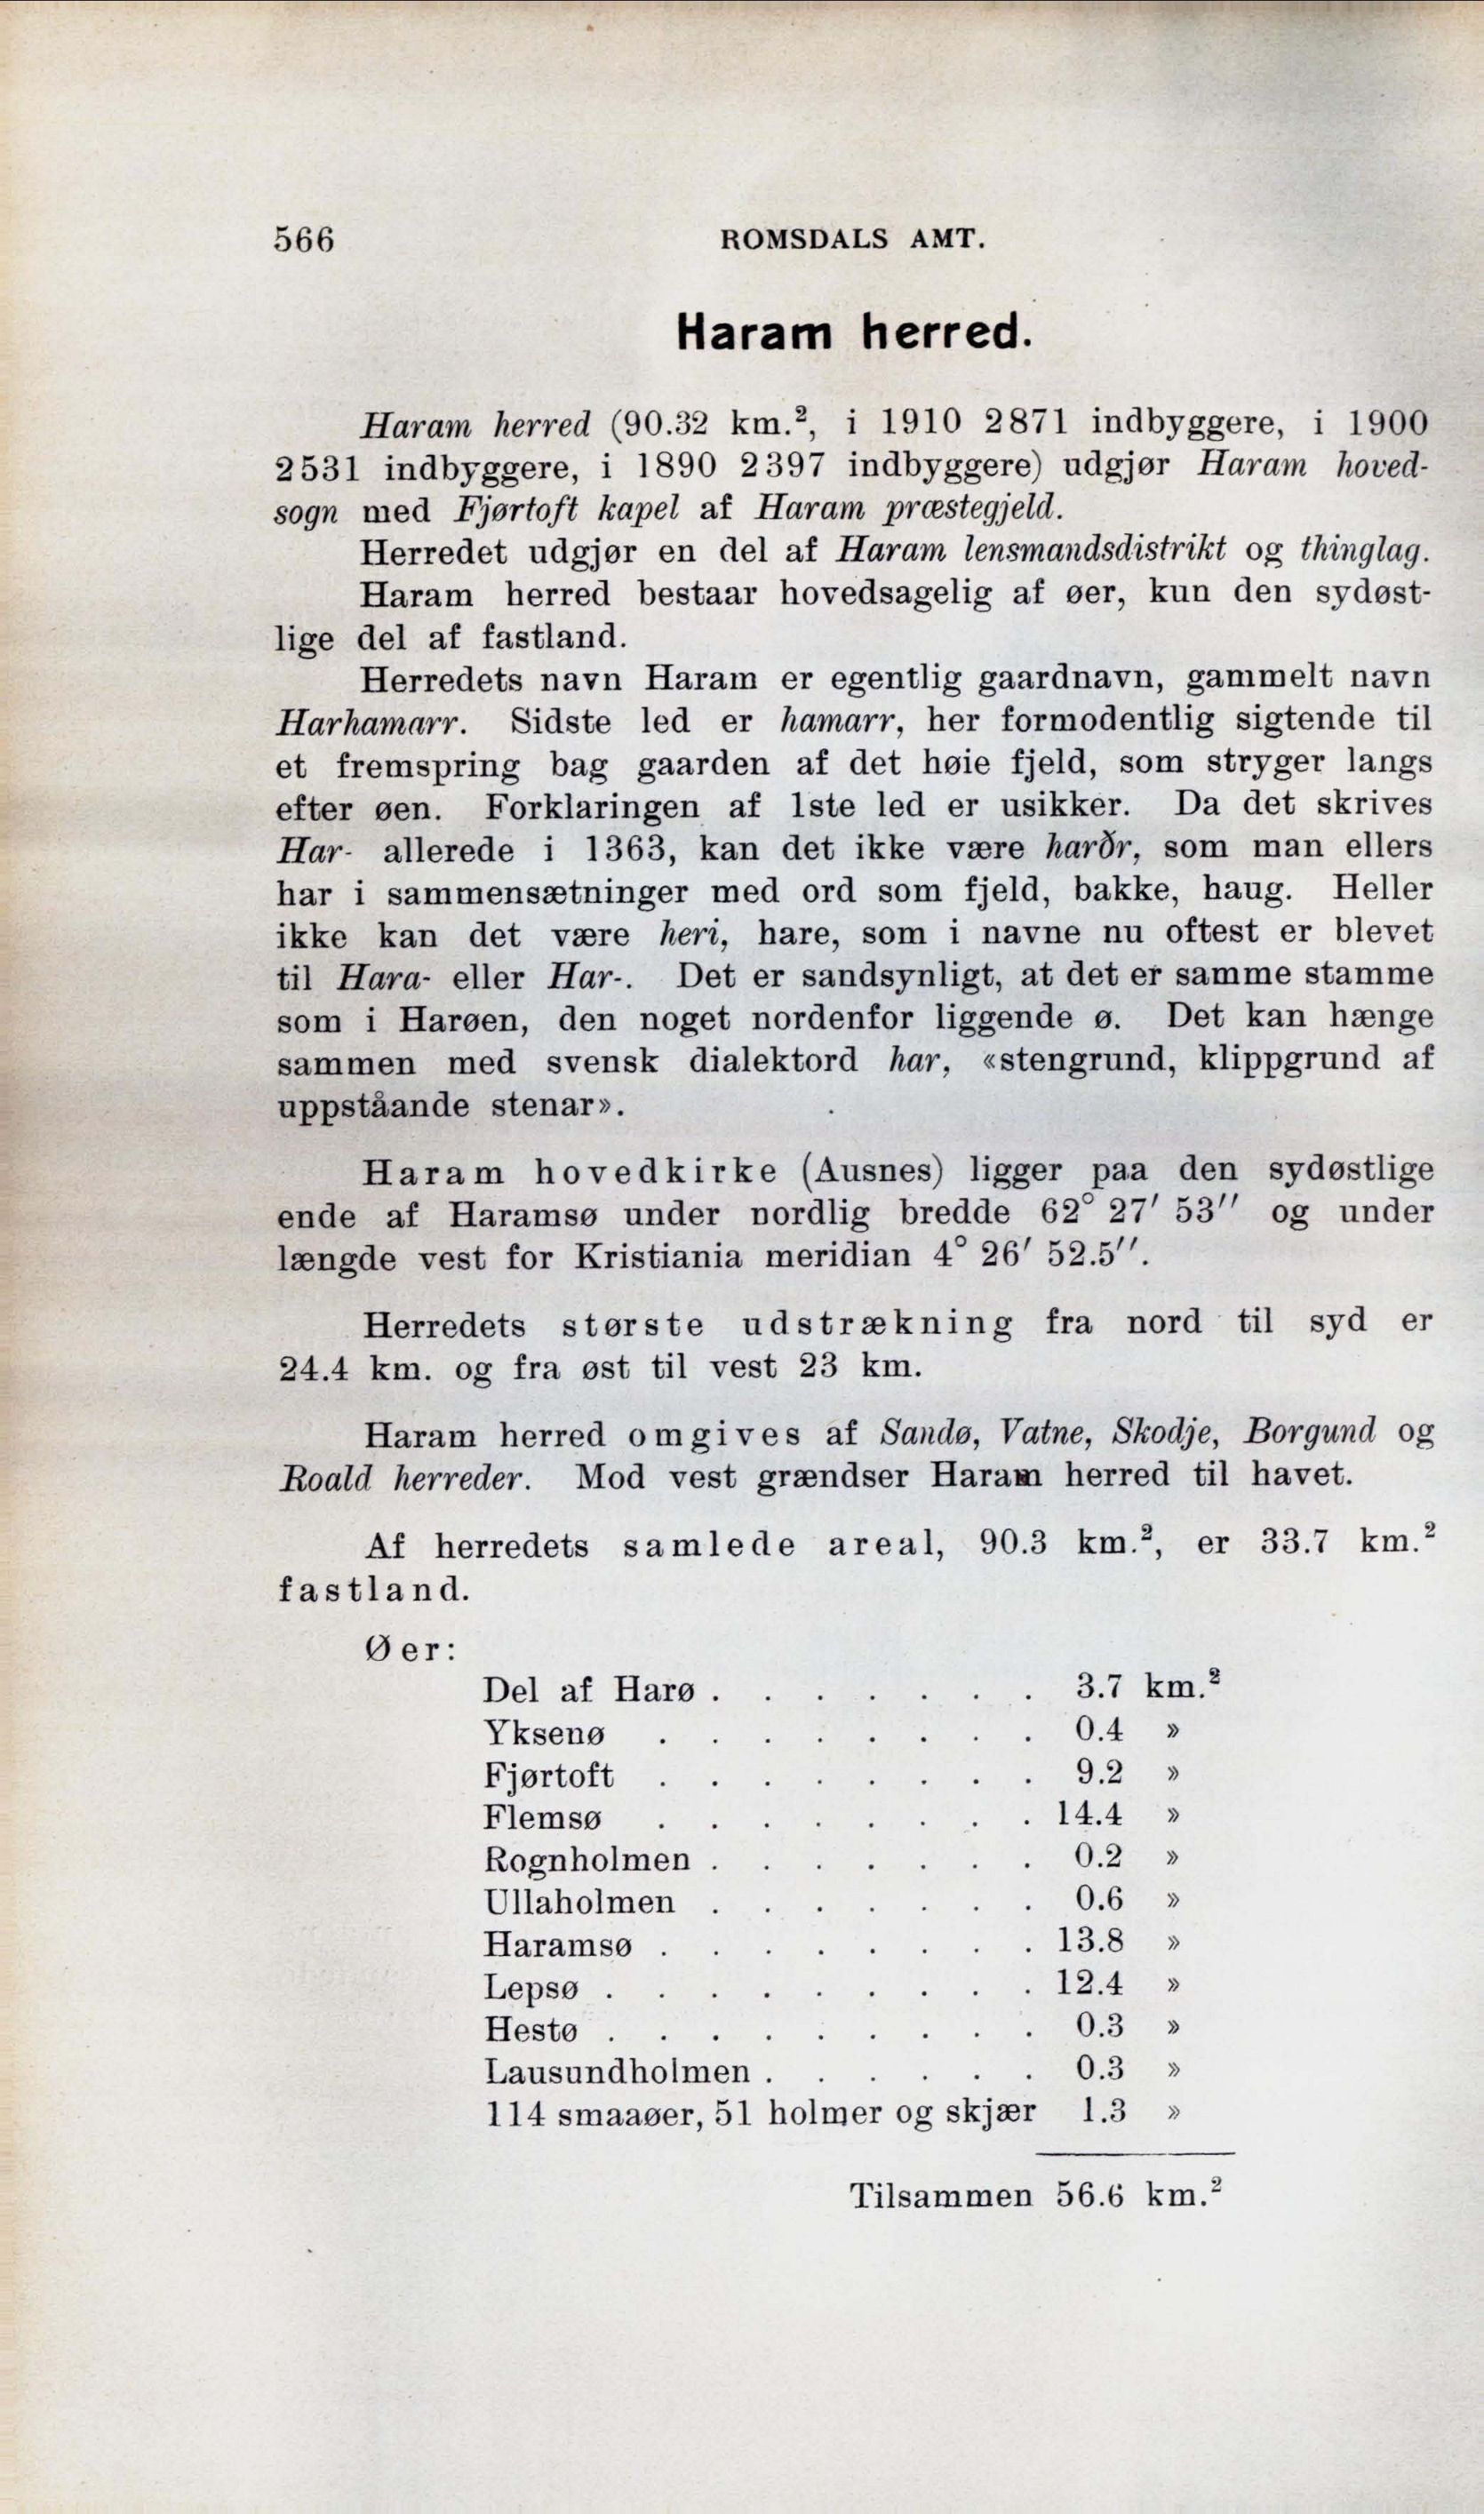 566 ROMSDALS AMT.
Haram herred.
Haram herred (90.32 km.², i 1910 2871 indbyggere, i 1900
2531 indbyggere, i 1890 2397 indbyggere) udgjør Haram hoved-
sogn med Fjørtoft kapel af Haram præstegjeld.
Herredet udgjør en del af Haram lensmandsdistrikt og thinglag.
Haram herred bestaar hovedsagelig af øer, kun den sydøst-
lige del af fastland.
Herredets navn Haram er egentlig gaardnavn, gammelt navn
Harhamarr. Sidste led er hamarr, her formodentlig sigtende til
et fremspring bag gaarden af det høie fjeld, som stryger langs
efter øen. Forklaringen af 1ste led er usikker. Da det skrives
Har- allerede i 1363, kan det ikke være harðr, som man ellers
har i sammensætninger med ord som fjeld, bakke, haug. Heller
ikke kan det være heri, hare, som i navne nu oftest er blevet
til Hara- eller Har-. Det er sandsynligt, at det er samme stamme
som i Harøen, den noget nordenfor liggende ø. Det kan hænge
sammen med svensk dialektord har, «stengrund, klippgrund af
uppståande stenar».
Haram hovedkirke (Ausnes) ligger paa den sydøstlige
ende af Haramsø under nordlig bredde 62° 27′ 53″ og under
længde vest for Kristiania meridian 4° 26′ 52.5″.
Herredets største udstrækning fra nord til syd er
24.4 km. og fra øst til vest 23 km.
Haram herred omgives af Sandø, Vatne, Skodje, Borgund og
Roald herreder. Mod vest grændser Haram herred til havet.
Af herredets samlede areal, 90.3 km.², er 33.7 km.²
fastland.
Øer:
Del af Harø . . . . . . . 3.7 km.²
Yksenø . . . . . . . . 0.4 »
Fjørtoft . . . . . . . . 9.2 »
Flemsø . . . . . . . . 14.4 »
Rognholmen . . . . . . . 0.2 »
Ullaholmen . . . . . . . 0.6 »
Haramsø . . . . . . . . 13.8 »
Lepsø . . . . . . . . . 12.4 »
Hestø . . . . . . . . . 0.3 »
Lausundholmen . . . . . . 0.3 »
114 smaaøer, 51 holmer og skjær 1.3 »
Tilsammen 56.6 km.²